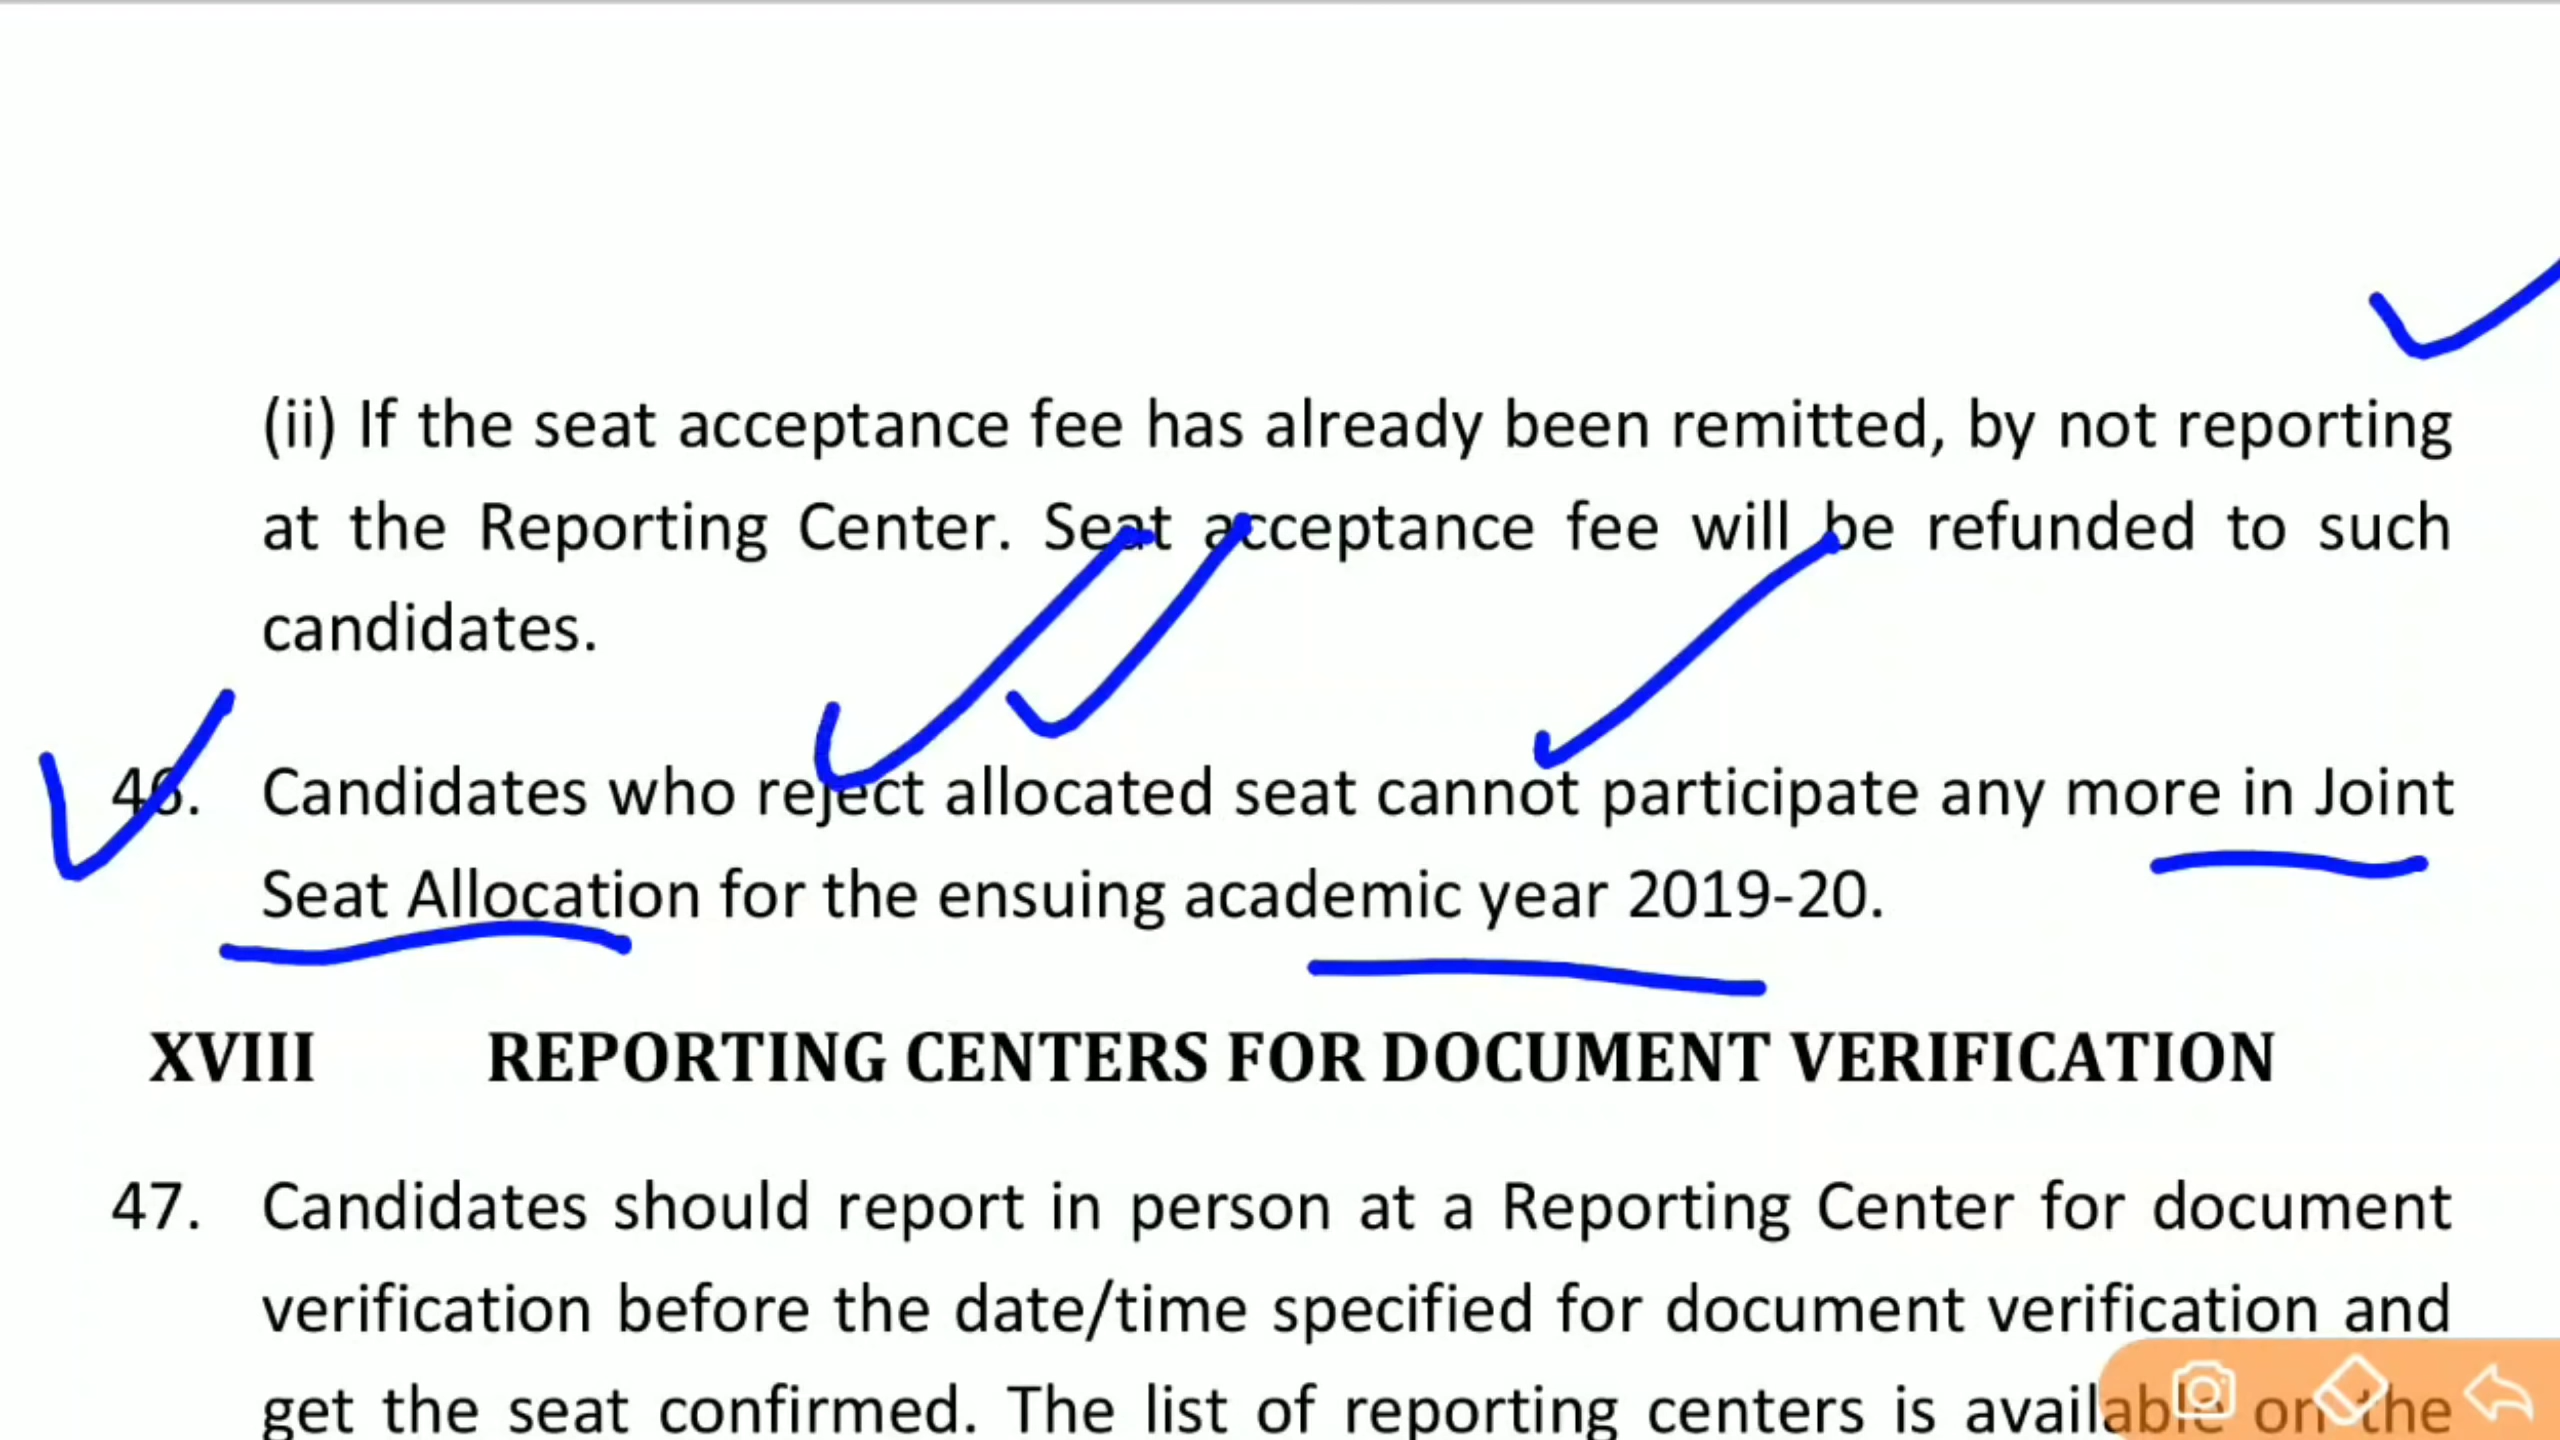 (ii) If the seat acceptance fee has already been remitted, by not reporting
at the Reporting Center. Seat acceptance fee will be refunded to such
candidates.
46. Candidates who reject allocated seat cannot participate any more in Joint
Seat Allocation for the ensuing academic year 2019-20.
XVIII REPORTING CENTERS FOR DOCUMENT VERIFICATION
47. Candidates should report in person at a Reporting Center for document
verification before the date/time specified for document verification and
get the seat confirmed. The list of reporting centers is available on the